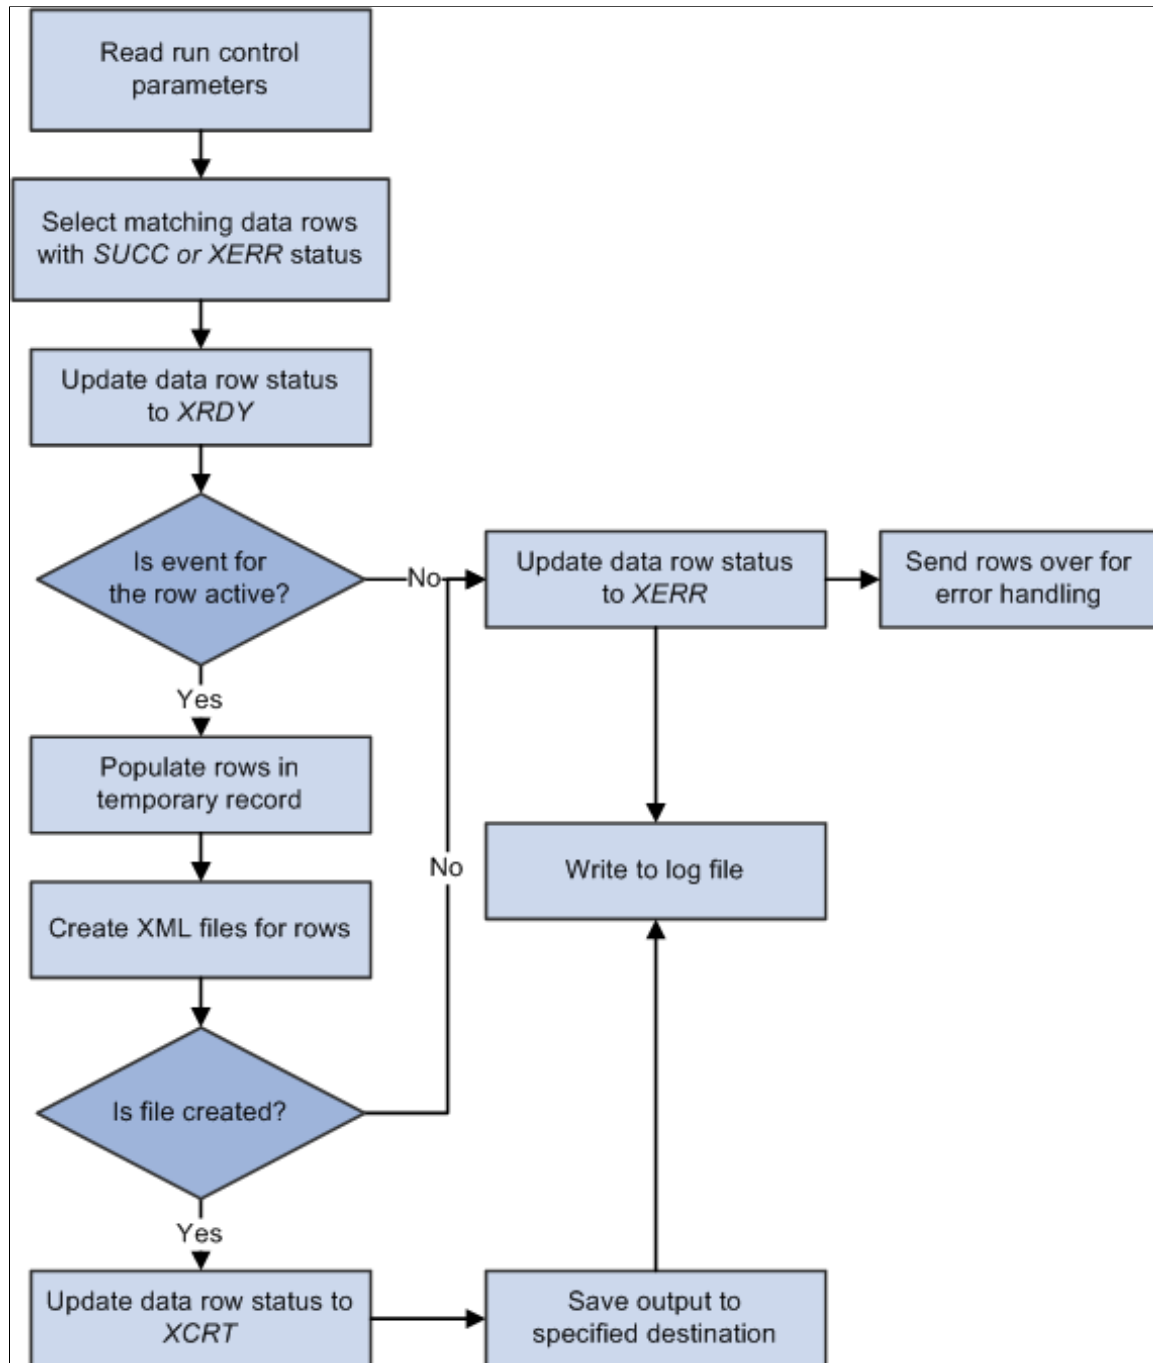 Read run control
parameters
Select matching data rows
with SUCC or XERR status
Update data row status
to XRDY
Is event for
the row active?
No
Update data row status
to XERR
Send rows over for
error handling
Yes
Populate rows in
temporary record
No
Write to log file
Create XML files for rows
Is file created?
Yes
Update data row status to
XCRT
Save output to
specified destination